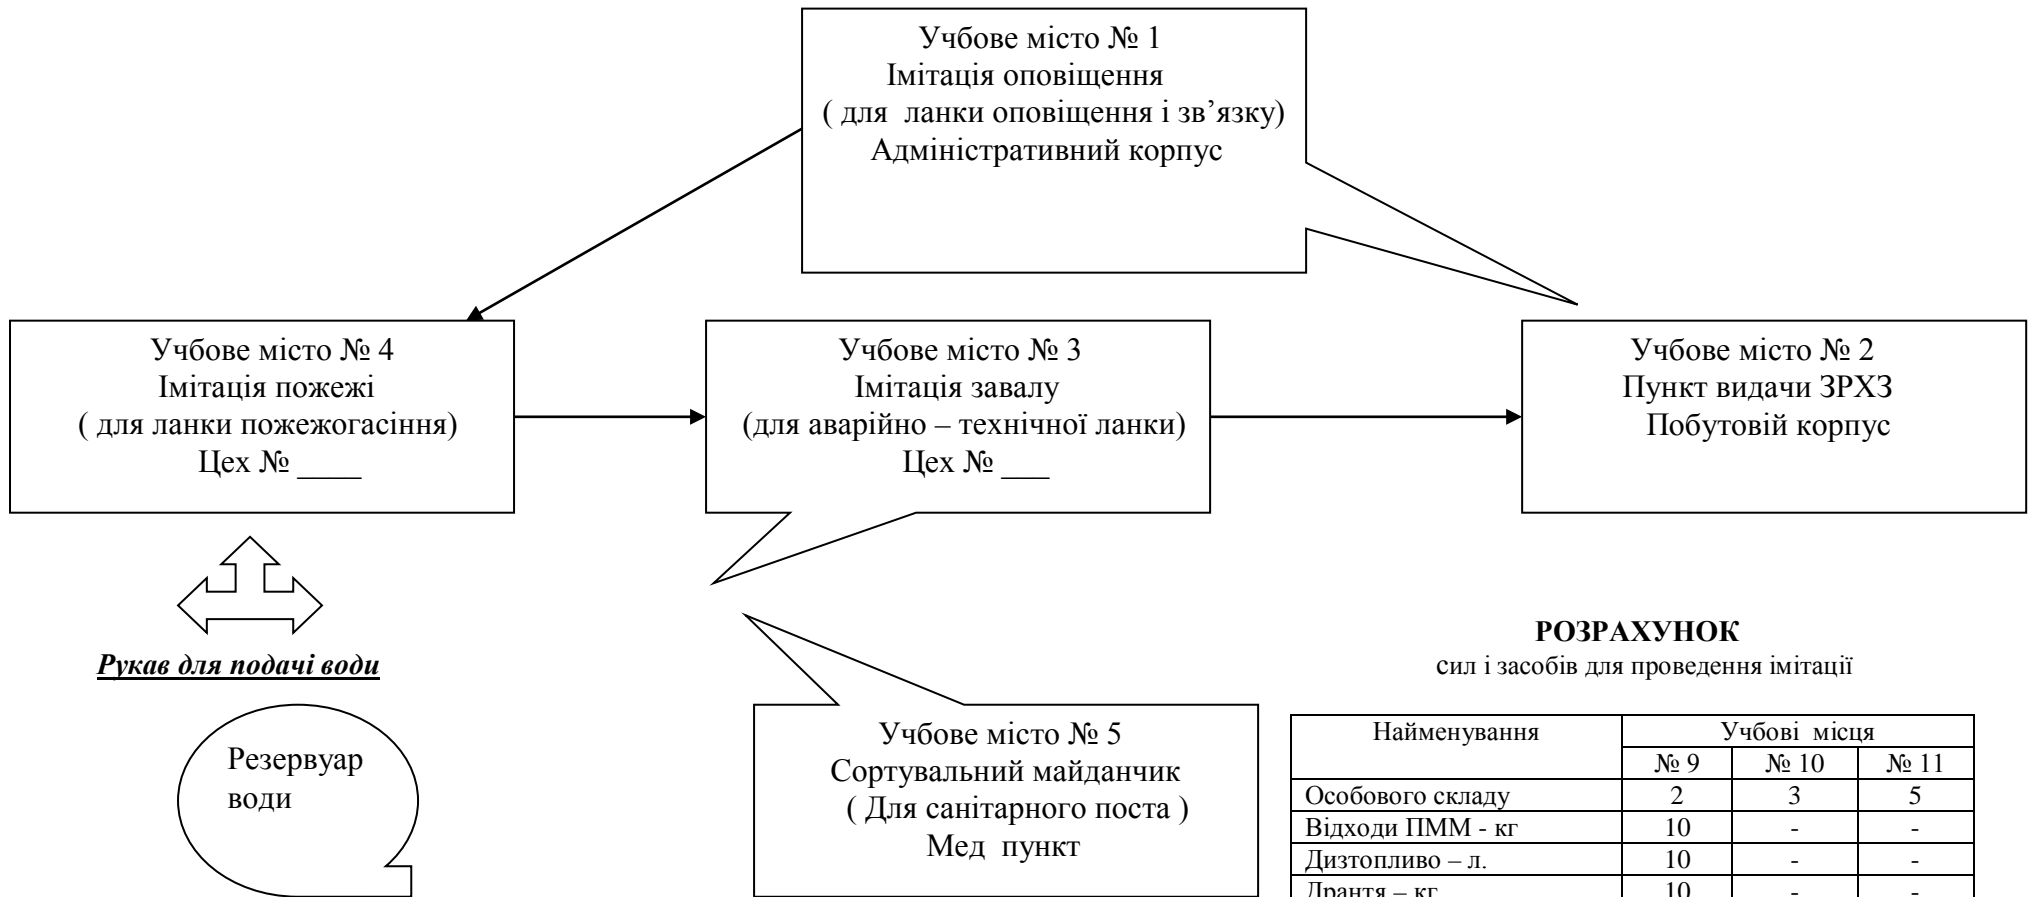 Учбове місто № 1
Імітація оповіщення
( для ланки оповіщення і зв’язку)
Адміністративний корпус
Учбове місто № 4
Імітація пожежі
( для ланки пожежогасіння)
Цех № ____
Учбове місто № 3
Імітація завалу
(для аварійно – технічної ланки)
Цех № ___
Учбове місто № 2
Пункт видачи ЗРХЗ
Побутовій корпус
Рукав для подачі води
Резервуар
води
Учбове місто № 5
Сортувальний майданчик
( Для санітарного поста )
Мед пункт
РОЗРАХУНОК
сил і засобів для проведення імітації
Найменування Учбові місця
№ 9 № 10 № 11
Особового складу 2 3 5
Відходи ПММ - кг 10 - -
Дизтопливо – л. 10 - -
Дрантя – кг 10 - -